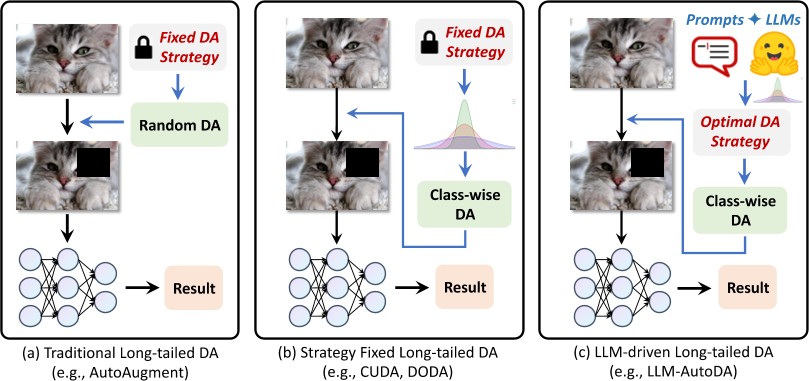 Fixed DA
Strategy
Random DA
Result
(a) Traditional Long-tailed DA
(e.g., AutoAugment)
Fixed DA
Strategy
Class-wise
DA
Result
(b) Strategy Fixed Long-tailed DA
(e.g., CUDA, DODA)
Prompts LLMs
Optimal DA
Strategy
Class-wise
DA
Result
(c) LLM-driven Long-tailed DA
(e.g., LLM-AutoDA)